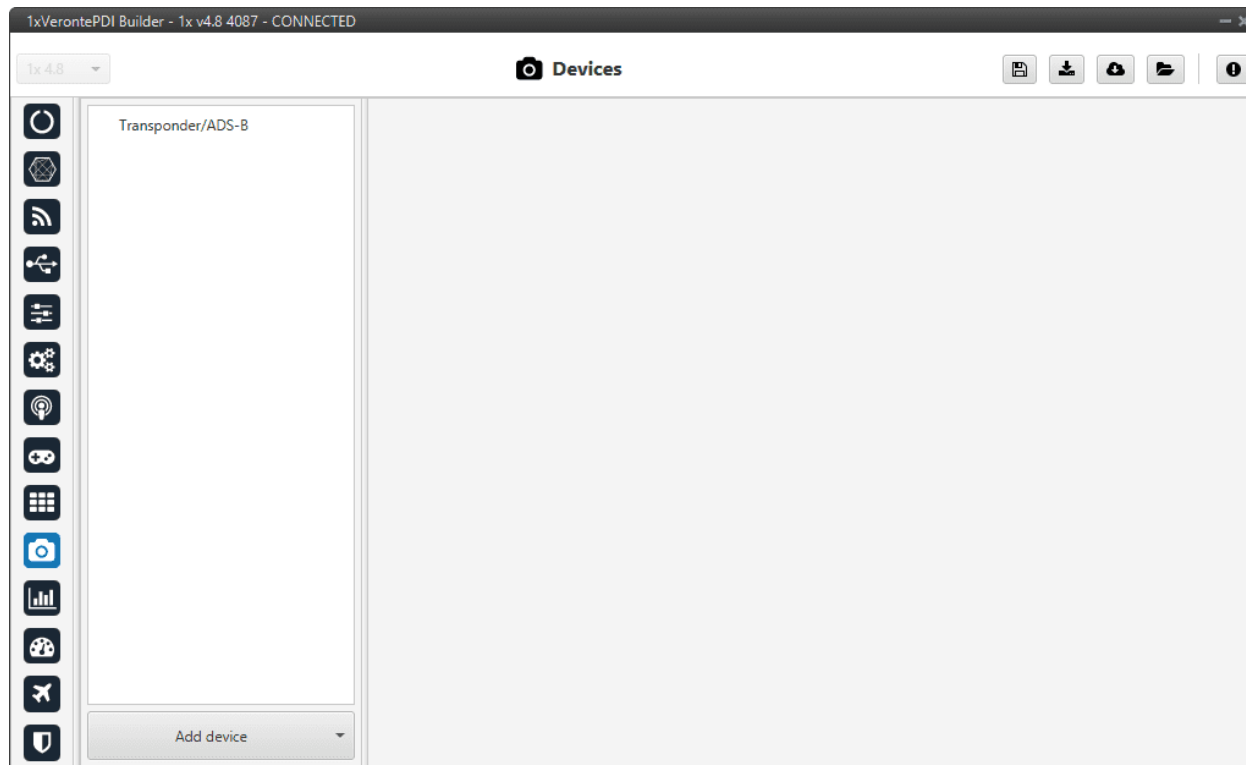 1xVerontePDI Builder - 1x v4.8 4087 - CONNECTED
1x 4.8
Devices
Transponder/ADS-B
Add device